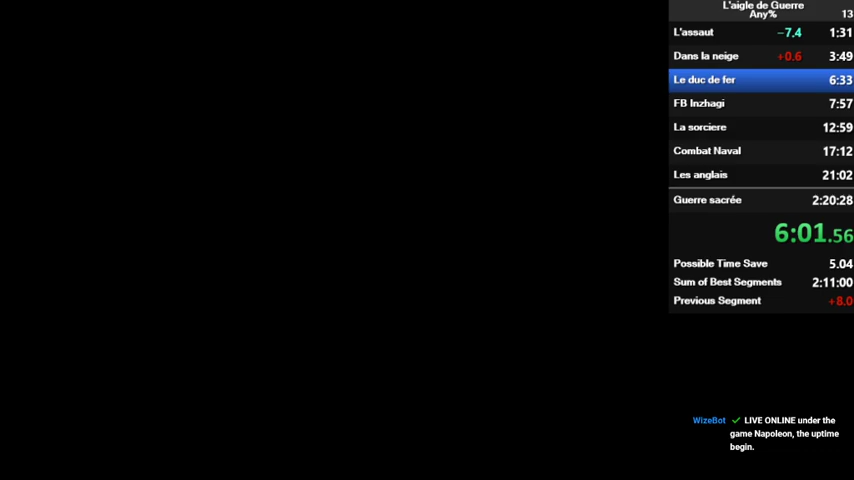 L'aigle de Guerre
Any% 13
L'assaut −7.4 1:31
Dans la neige +0.6 3:49
Le duc de fer 6:33
FB Inzhagi 7:57
La sorciere 12:59
Combat Naval 17:12
Les anglais 21:02
Guerre sacrée 2:20:28
6:01.56
Possible Time Save 5.04
Sum of Best Segments 2:11:00
Previous Segment +8.0
WizeBot ✓ LIVE ONLINE under the
game Napoleon, the uptime
begin.